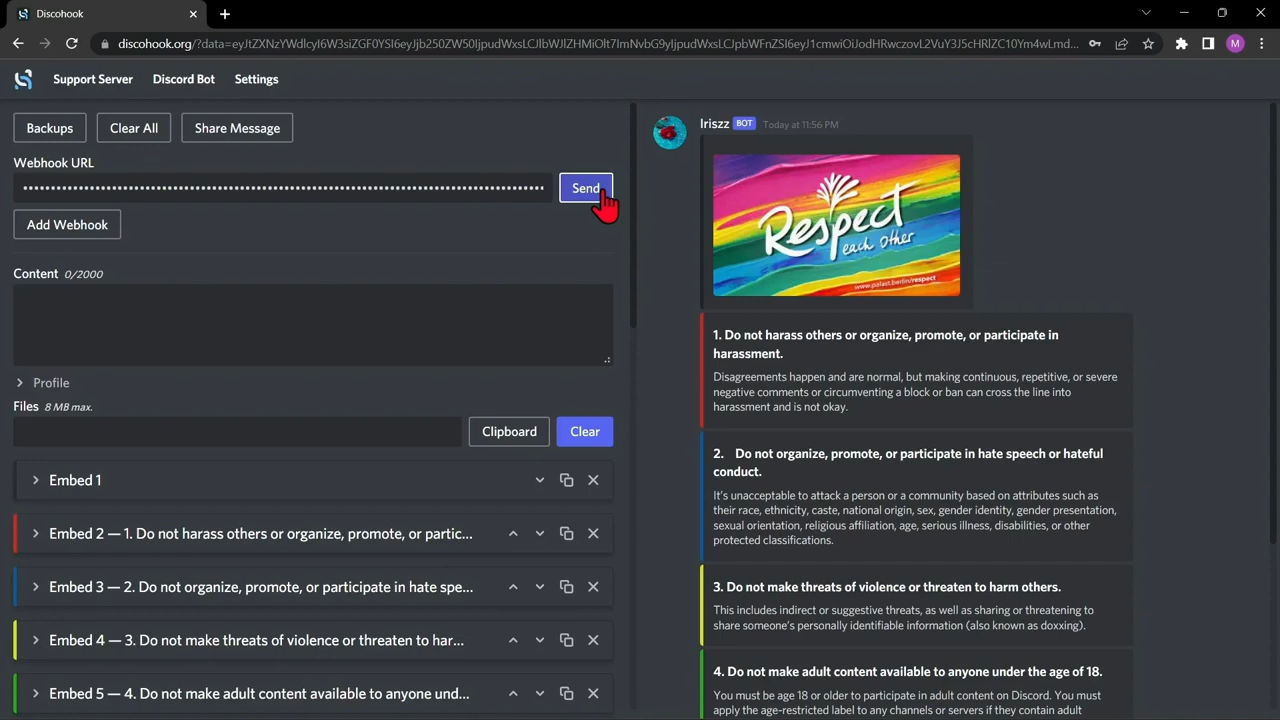 Discohook
discohook.org/?data=eyJtZXNzYWdlcyI6W3siZGF0YSI6eyJjb250ZW50IjpudWxsLCJlbWJlZHMiOlt7ImNvbG9yIjpudWxsLCJpbWFnZSI6eyJ1cmwiOiJodHRwczovL2VuY3J5cHRlZC10Ym4wLmd...
M
Support Server
Discord Bot
Settings
Backups
Clear All
Share Message
Webhook URL
Send
Add Webhook
Content 0/2000
Profile
Files 8 MB max.
Clipboard
Clear
Embed 1
Embed 2 — 1. Do not harass others or organize, promote, or partic...
Embed 3 — 2. Do not organize, promote, or participate in hate spe...
Embed 4 — 3. Do not make threats of violence or threaten to har...
Embed 5 — 4. Do not make adult content available to anyone und...
Iriszz BOT Today at 11:56 PM
Respect
each other
www.palast.berlin/respect
1. Do not harass others or organize, promote, or participate in
harassment.
Disagreements happen and are normal, but making continuous, repetitive, or severe
negative comments or circumventing a block or ban can cross the line into
harassment and is not okay.
2. Do not organize, promote, or participate in hate speech or hateful
conduct.
It's unacceptable to attack a person or a community based on attributes such as
their race, ethnicity, caste, national origin, sex, gender identity, gender presentation,
sexual orientation, religious affiliation, age, serious illness, disabilities, or other
protected classifications.
3. Do not make threats of violence or threaten to harm others.
This includes indirect or suggestive threats, as well as sharing or threatening to
share someone's personally identifiable information (also known as doxxing).
4. Do not make adult content available to anyone under the age of 18.
You must be age 18 or older to participate in adult content on Discord. You must
apply the age-restricted label to any channels or servers if they contain adult